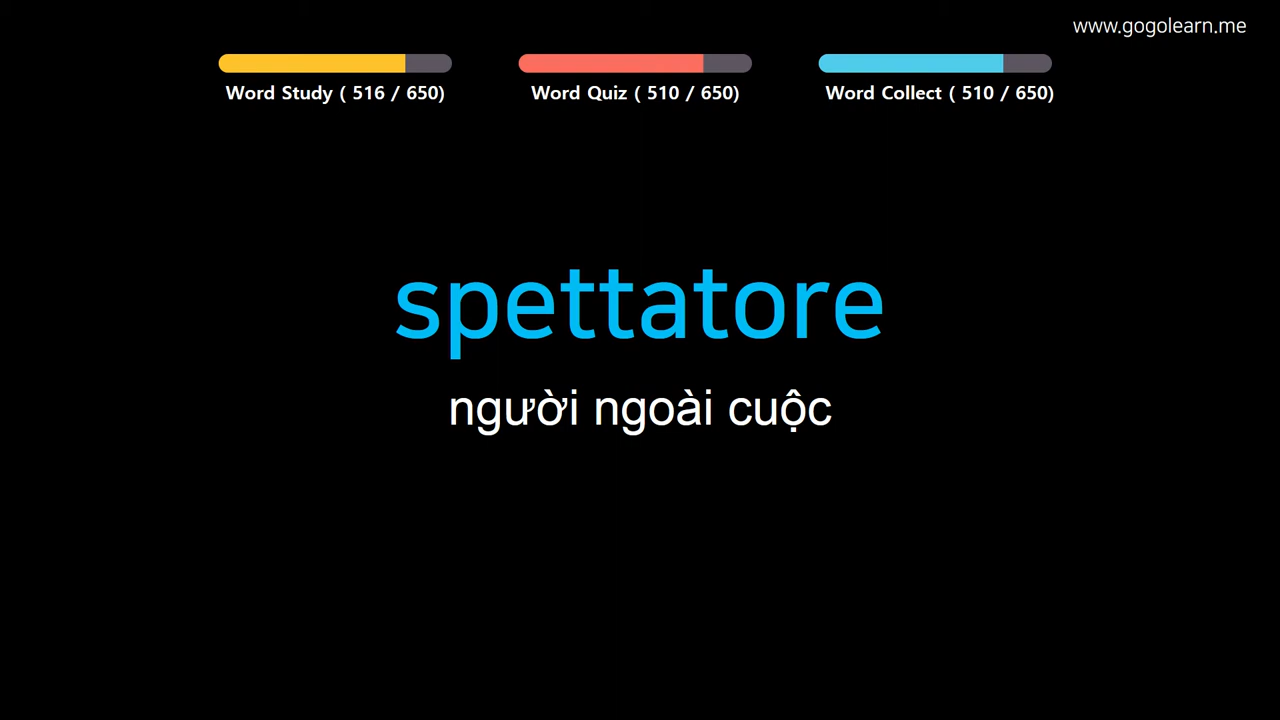 www.gogolearn.me
Word Study ( 516 / 650)
Word Quiz ( 510 / 650)
Word Collect ( 510 / 650)
spettatore
người ngoài cuộc